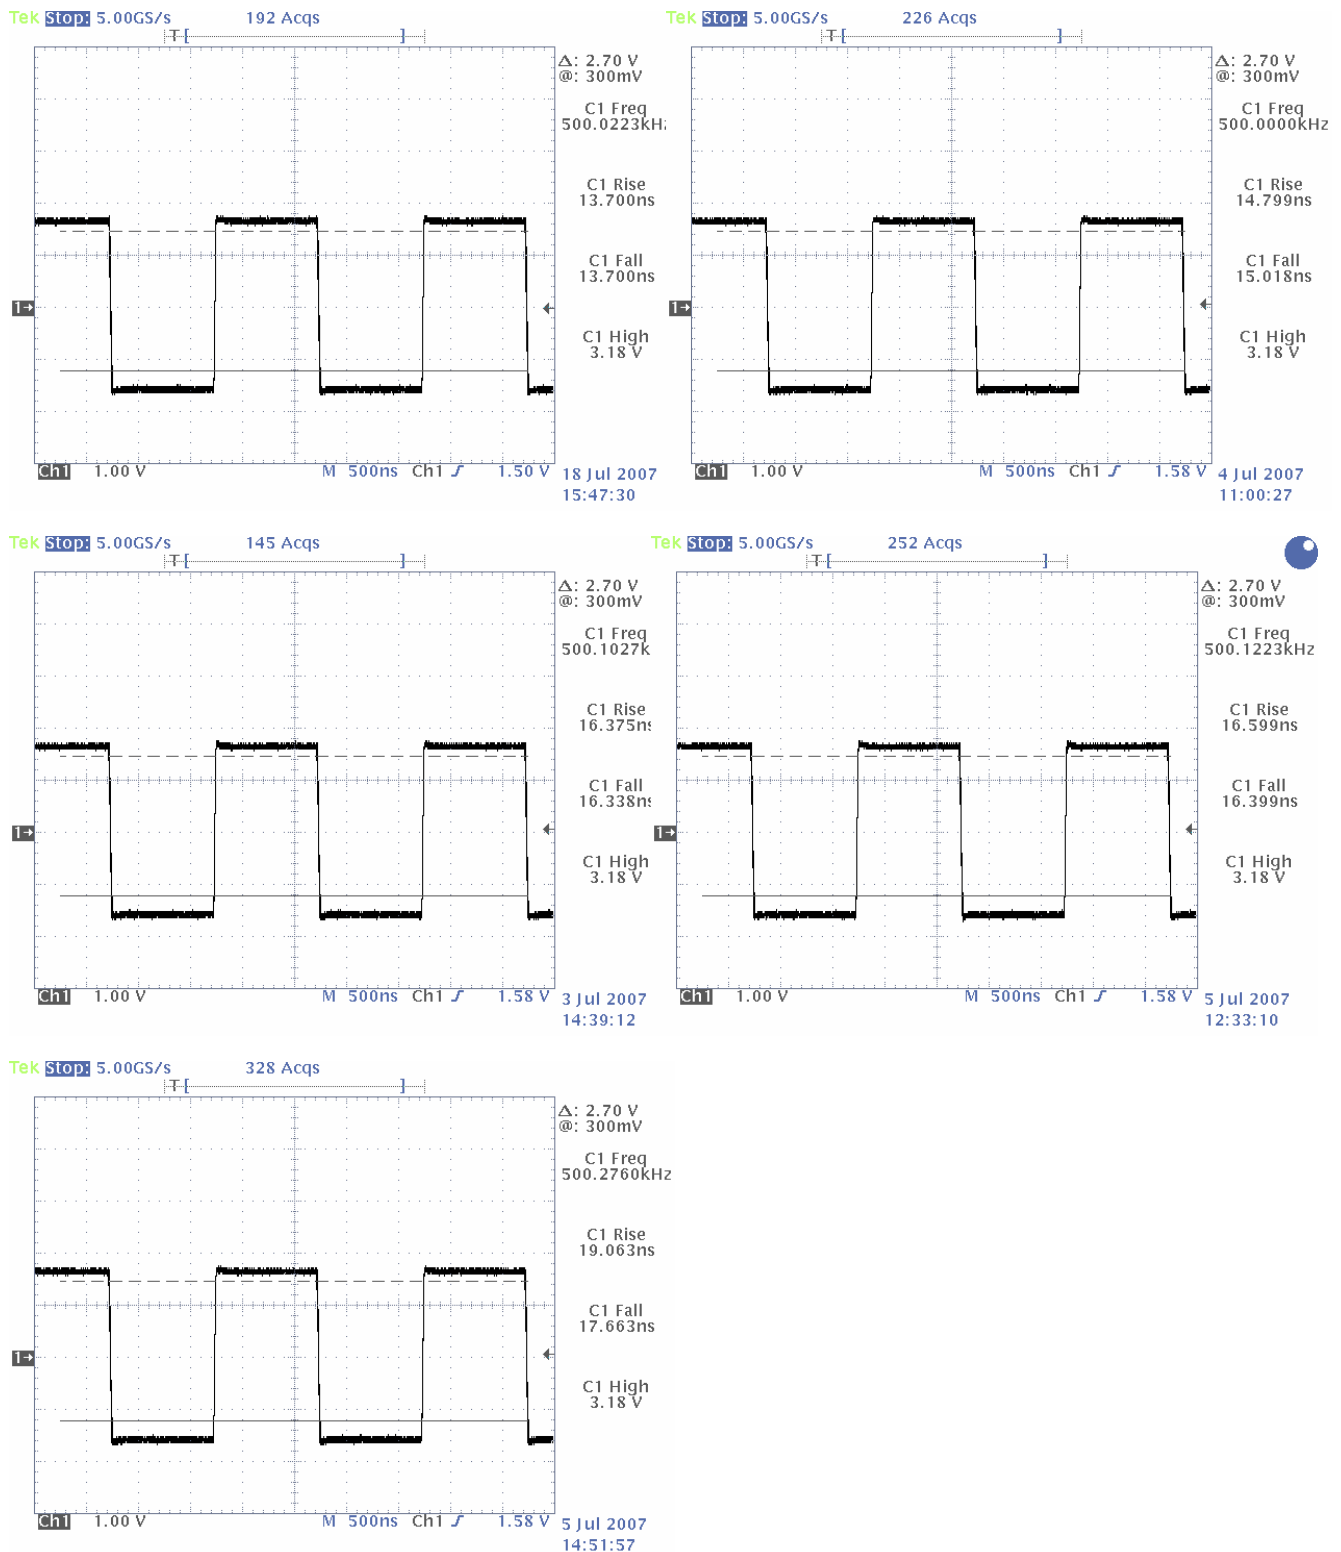 Tek Stop: 5.00GS/s 192 Acqs
T
Δ: 2.70 V
@: 300mV
C1 Freq
500.0223kHz
C1 Rise
13.700ns
C1 Fall
13.700ns
C1 High
3.18 V
1→
Ch1 1.00 V M 500ns Ch1 1.50 V
18 Jul 2007
15:47:30
Tek Stop: 5.00GS/s 226 Acqs
T
Δ: 2.70 V
@: 300mV
C1 Freq
500.0000kHz
C1 Rise
14.799ns
C1 Fall
15.018ns
C1 High
3.18 V
1→
Ch1 1.00 V M 500ns Ch1 1.58 V
4 Jul 2007
11:00:27
Tek Stop: 5.00GS/s 145 Acqs
T
Δ: 2.70 V
@: 300mV
C1 Freq
500.1027k
C1 Rise
16.375ns
C1 Fall
16.338ns
C1 High
3.18 V
1→
Ch1 1.00 V M 500ns Ch1 1.58 V
3 Jul 2007
14:39:12
Tek Stop: 5.00GS/s 252 Acqs
T
Δ: 2.70 V
@: 300mV
C1 Freq
500.1223kHz
C1 Rise
16.599ns
C1 Fall
16.399ns
C1 High
3.18 V
1→
Ch1 1.00 V M 500ns Ch1 1.58 V
5 Jul 2007
12:33:10
Tek Stop: 5.00GS/s 328 Acqs
T
Δ: 2.70 V
@: 300mV
C1 Freq
500.2760kHz
C1 Rise
19.063ns
C1 Fall
17.663ns
C1 High
3.18 V
1→
Ch1 1.00 V M 500ns Ch1 1.58 V
5 Jul 2007
14:51:57